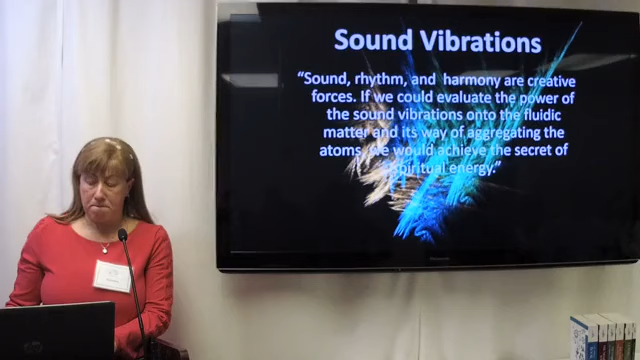 Sound Vibrations
“Sound, rhythm, and harmony are creative
forces. If we could evaluate the power of
the sound vibrations onto the fluidic
matter and its way of aggregating the
atoms, we would achieve the secret of
spiritual energy.”
hp